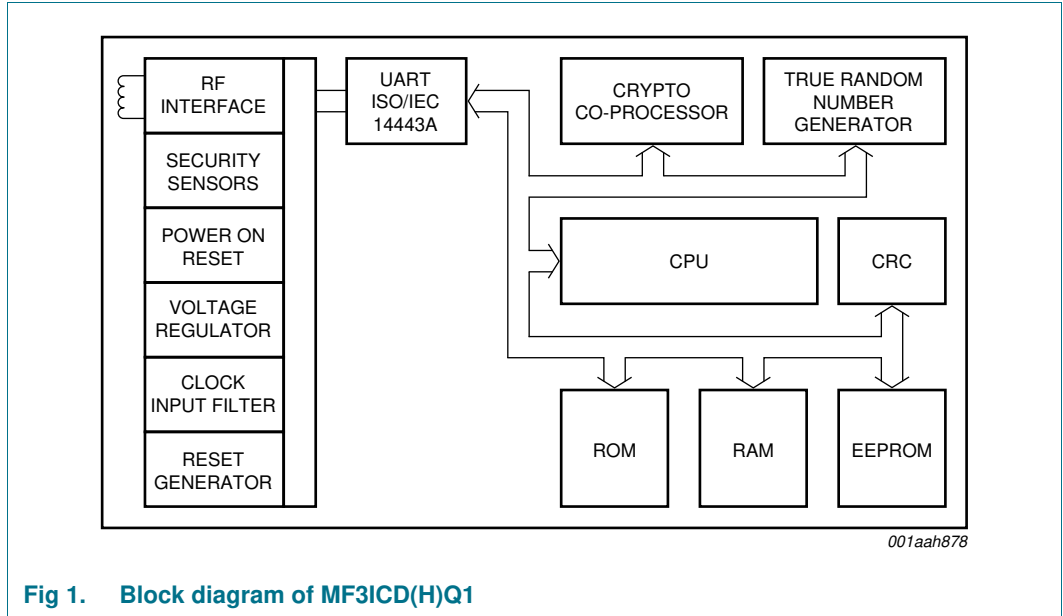 RF
INTERFACE
SECURITY
SENSORS
POWER ON
RESET
VOLTAGE
REGULATOR
CLOCK
INPUT FILTER
RESET
GENERATOR
UART
ISO/IEC
14443A
CRYPTO
CO-PROCESSOR
TRUE RANDOM
NUMBER
GENERATOR
CPU
CRC
ROM
RAM
EEPROM
001aah878
Fig 1. Block diagram of MF3ICD(H)Q1